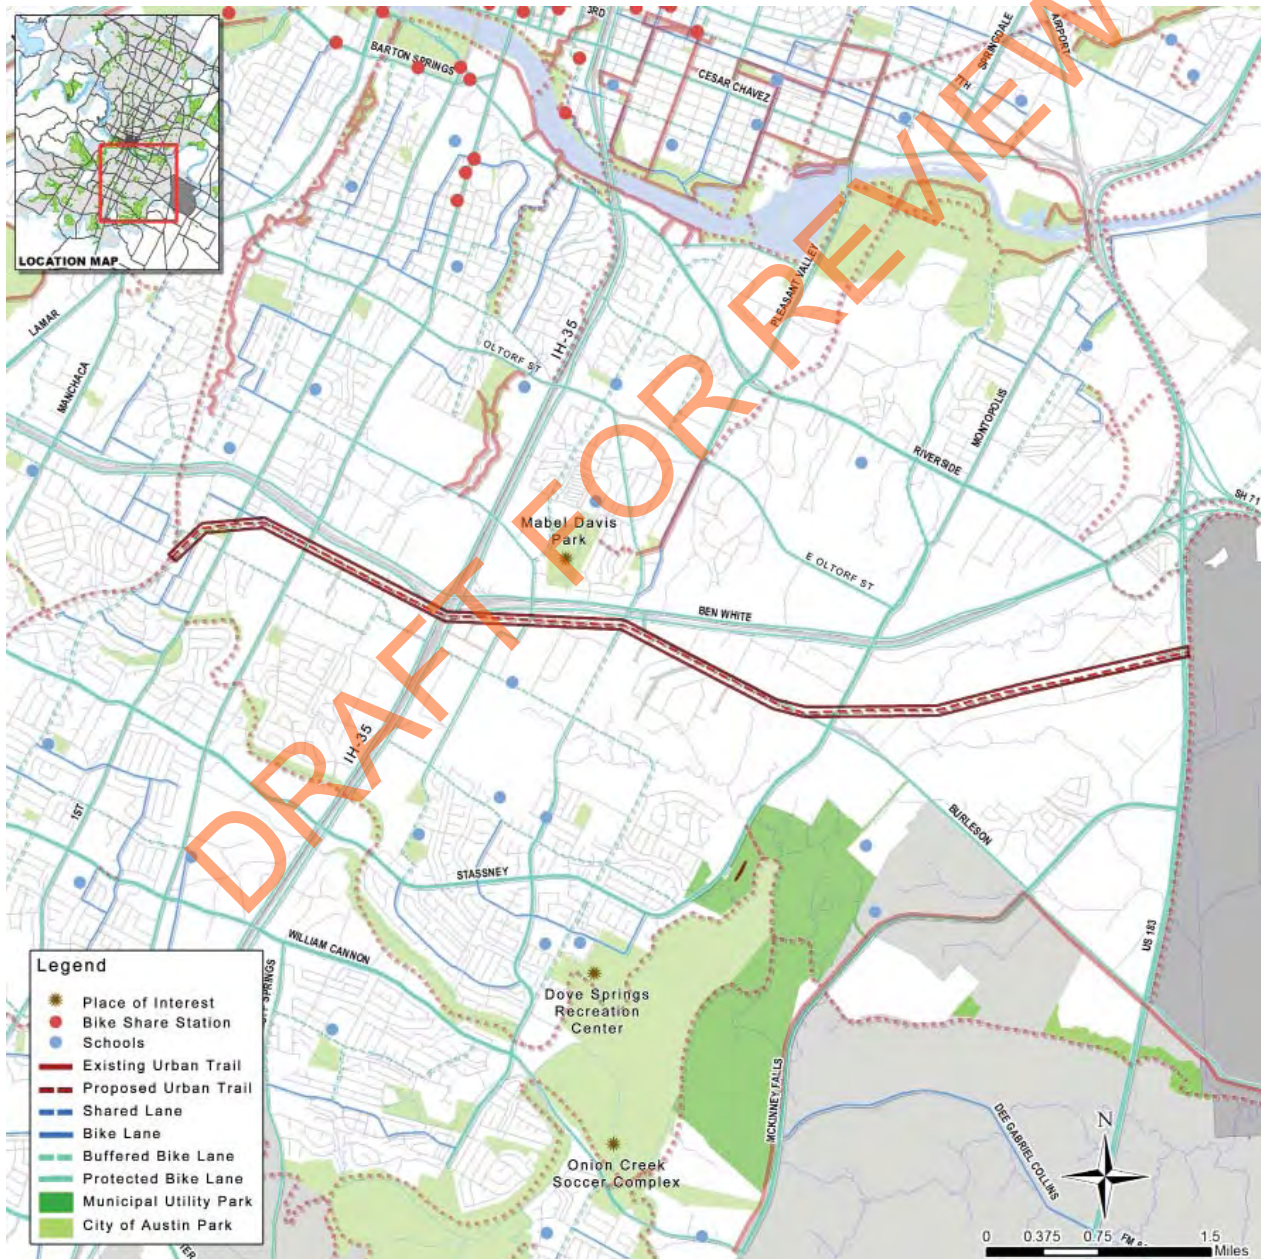 LOCATION MAP
3RD
BARTON SPRINGS
CESAR CHAVEZ
7TH
SPRINGDALE
AIRPORT
LAMAR
MANCHACA
OLTORF ST
IH-35
PLEASANT VALLEY
MONTOPOLIS
RIVERSIDE
SH 71
Mabel Davis
Park
E OLTORF ST
BEN WHITE
IH-35
1ST
STASSNEY
BURLESON
US 183
WILLIAM CANNON
Dove Springs
Recreation
Center
MCKINNEY FALLS
DEE GABRIEL COLLINS
Onion Creek
Soccer Complex
DRAFT FOR REVIEW
Legend
Place of Interest
Bike Share Station
Schools
Existing Urban Trail
Proposed Urban Trail
Shared Lane
Bike Lane
Buffered Bike Lane
Protected Bike Lane
Municipal Utility Park
City of Austin Park
SPRINGS
N
FM
0 0.375 0.75 1.5
Miles